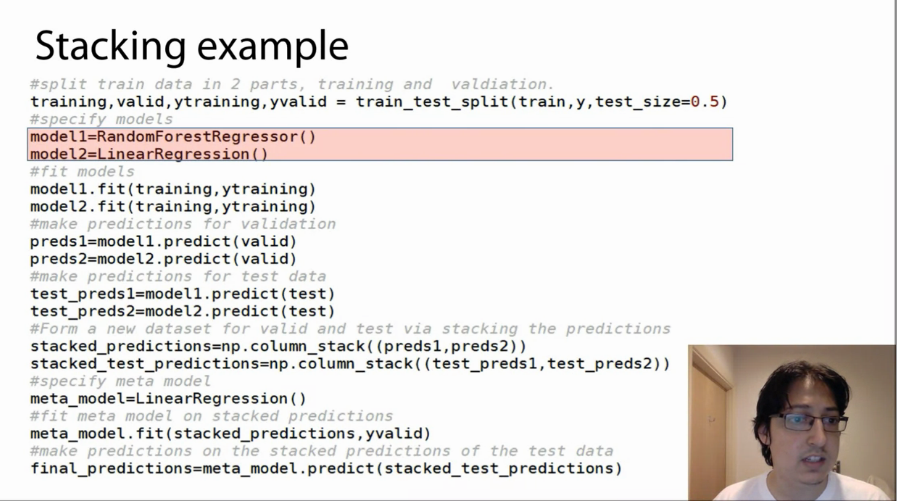 Stacking example
#split train data in 2 parts, training and valdiation.
training,valid,ytraining,yvalid = train_test_split(train,y,test_size=0.5)
#specify models
model1=RandomForestRegressor()
model2=LinearRegression()
#fit models
model1.fit(training,ytraining)
model2.fit(training,ytraining)
#make predictions for validation
preds1=model1.predict(valid)
preds2=model2.predict(valid)
#make predictions for test data
test_preds1=model1.predict(test)
test_preds2=model2.predict(test)
#Form a new dataset for valid and test via stacking the predictions
stacked_predictions=np.column_stack((preds1,preds2))
stacked_test_predictions=np.column_stack((test_preds1,test_preds2))
#specify meta model
meta_model=LinearRegression()
#fit meta model on stacked predictions
meta_model.fit(stacked_predictions,yvalid)
#make predictions on the stacked predictions of the test data
final_predictions=meta_model.predict(stacked_test_predictions)